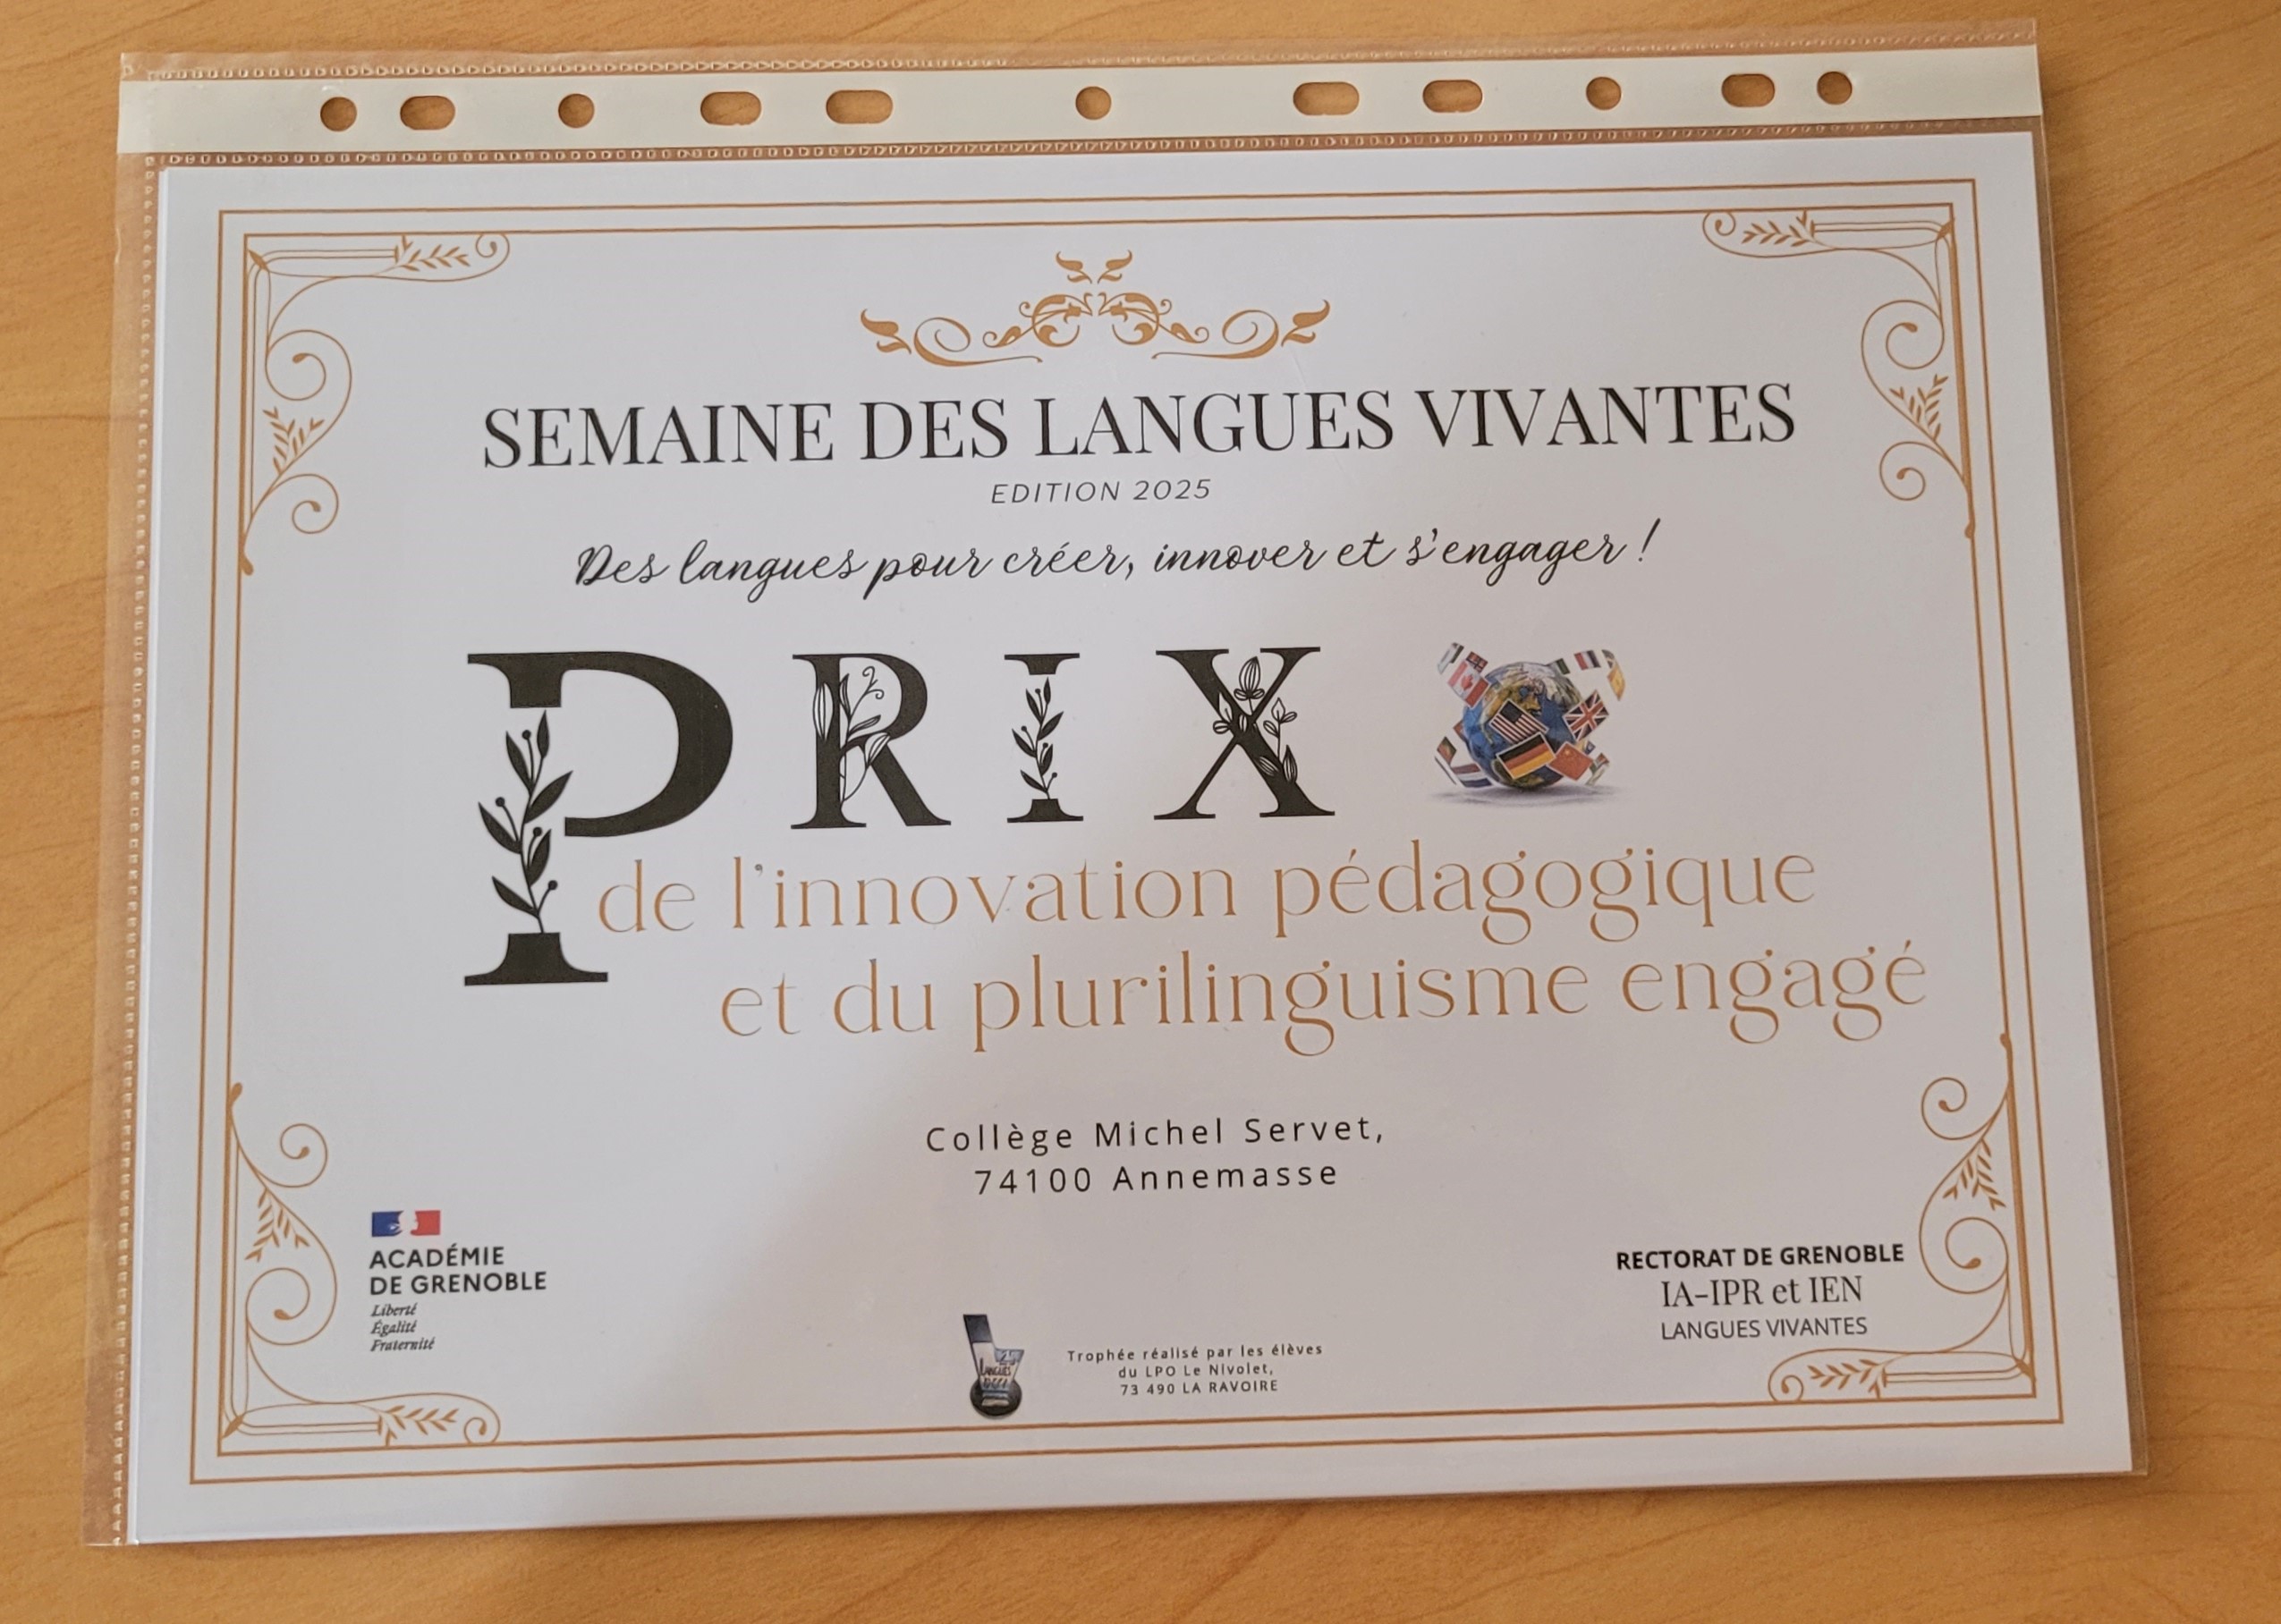 SEMAINE DES LANGUES VIVANTES
EDITION 2025
Des langues pour créer, innover et s'engager !
PRIX
de l'innovation pédagogique
et du plurilinguisme engagé
Collège Michel Servet,
74100 Annemasse
ACADÉMIE
DE GRENOBLE
Liberté
Égalité
Fraternité
LANGUES
Trophée réalisé par les élèves
du LPO Le Nivolet,
73 490 LA RAVOIRE
RECTORAT DE GRENOBLE
IA-IPR et IEN
LANGUES VIVANTES